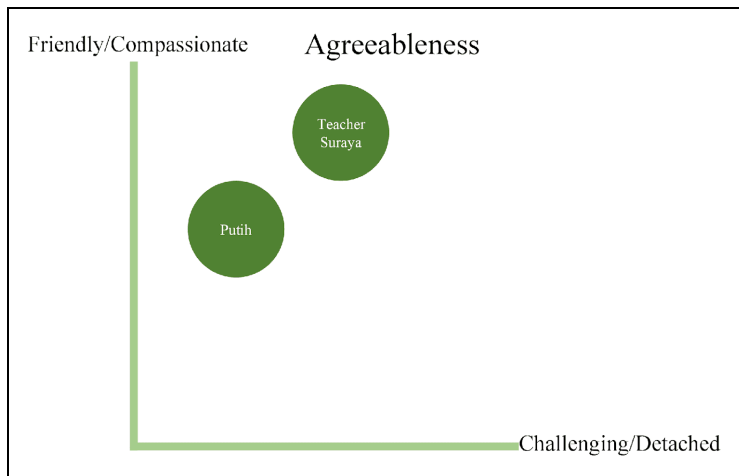 Friendly/Compassionate
Agreeableness
Teacher
Suraya
Putih
Challenging/Detached